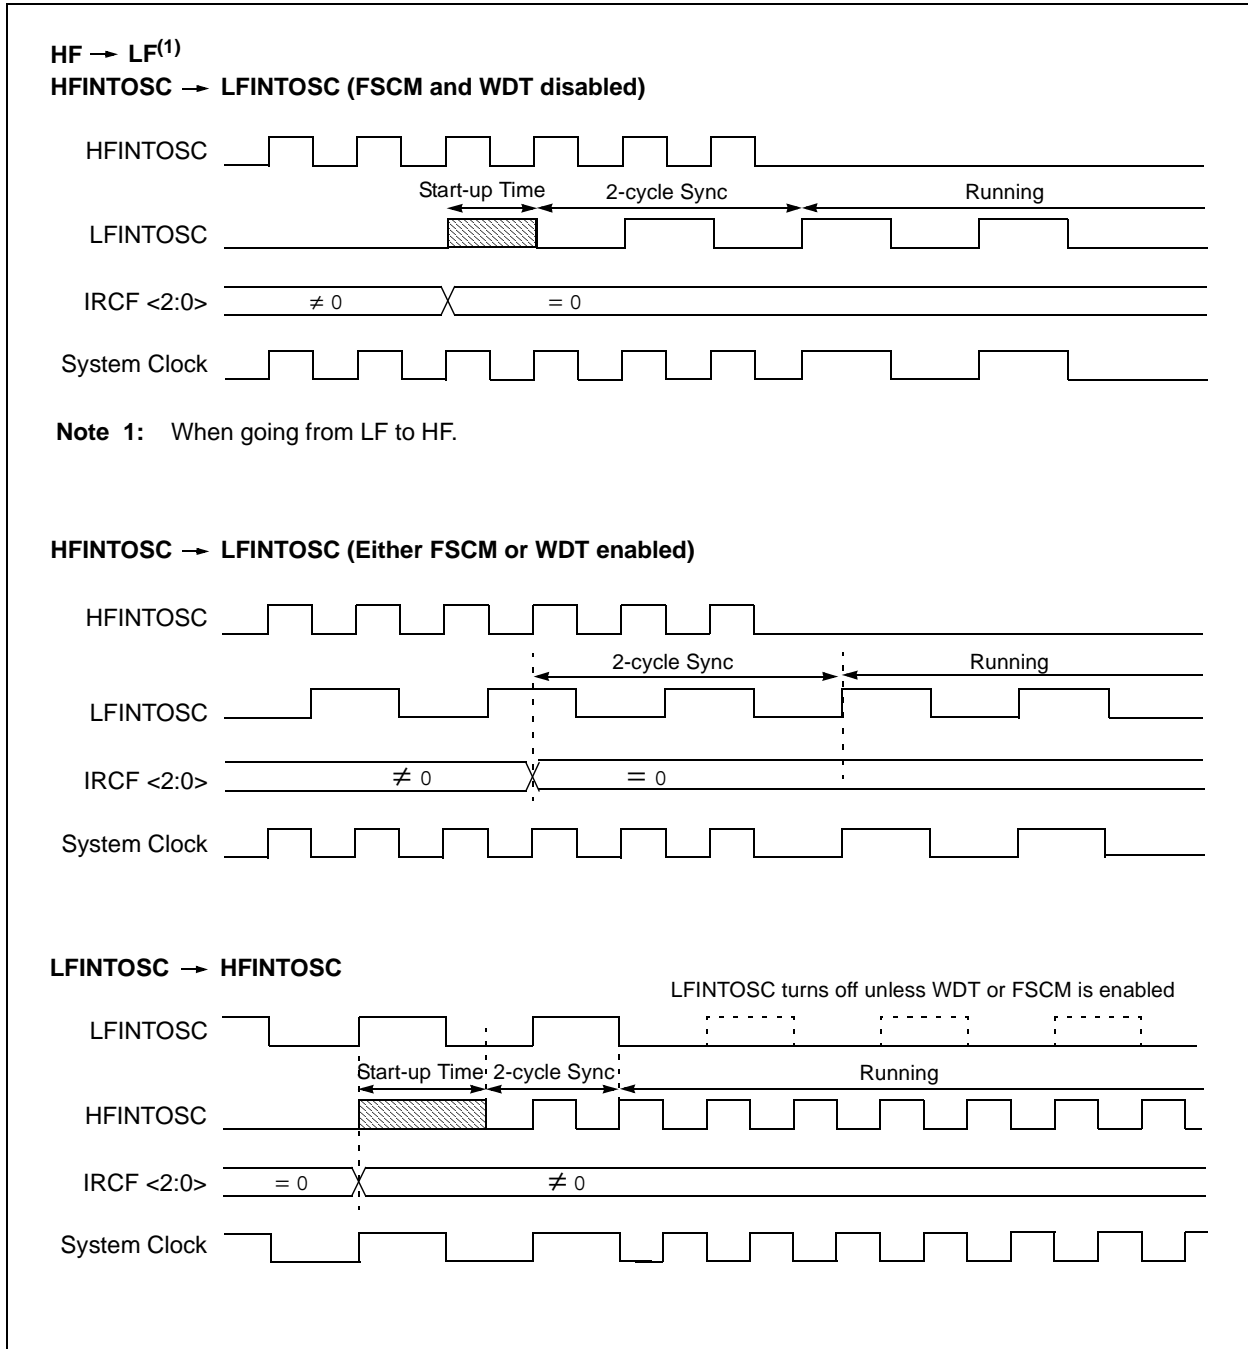 HF → LF(1)
HFINTOSC → LFINTOSC (FSCM and WDT disabled)
HFINTOSC
Start-up Time 2-cycle Sync Running
LFINTOSC
IRCF <2:0> ≠ 0 = 0
System Clock
Note 1: When going from LF to HF.
HFINTOSC → LFINTOSC (Either FSCM or WDT enabled)
HFINTOSC
2-cycle Sync Running
LFINTOSC
IRCF <2:0> ≠ 0 = 0
System Clock
LFINTOSC → HFINTOSC
LFINTOSC turns off unless WDT or FSCM is enabled
LFINTOSC
Start-up Time 2-cycle Sync Running
HFINTOSC
IRCF <2:0> = 0 ≠ 0
System Clock